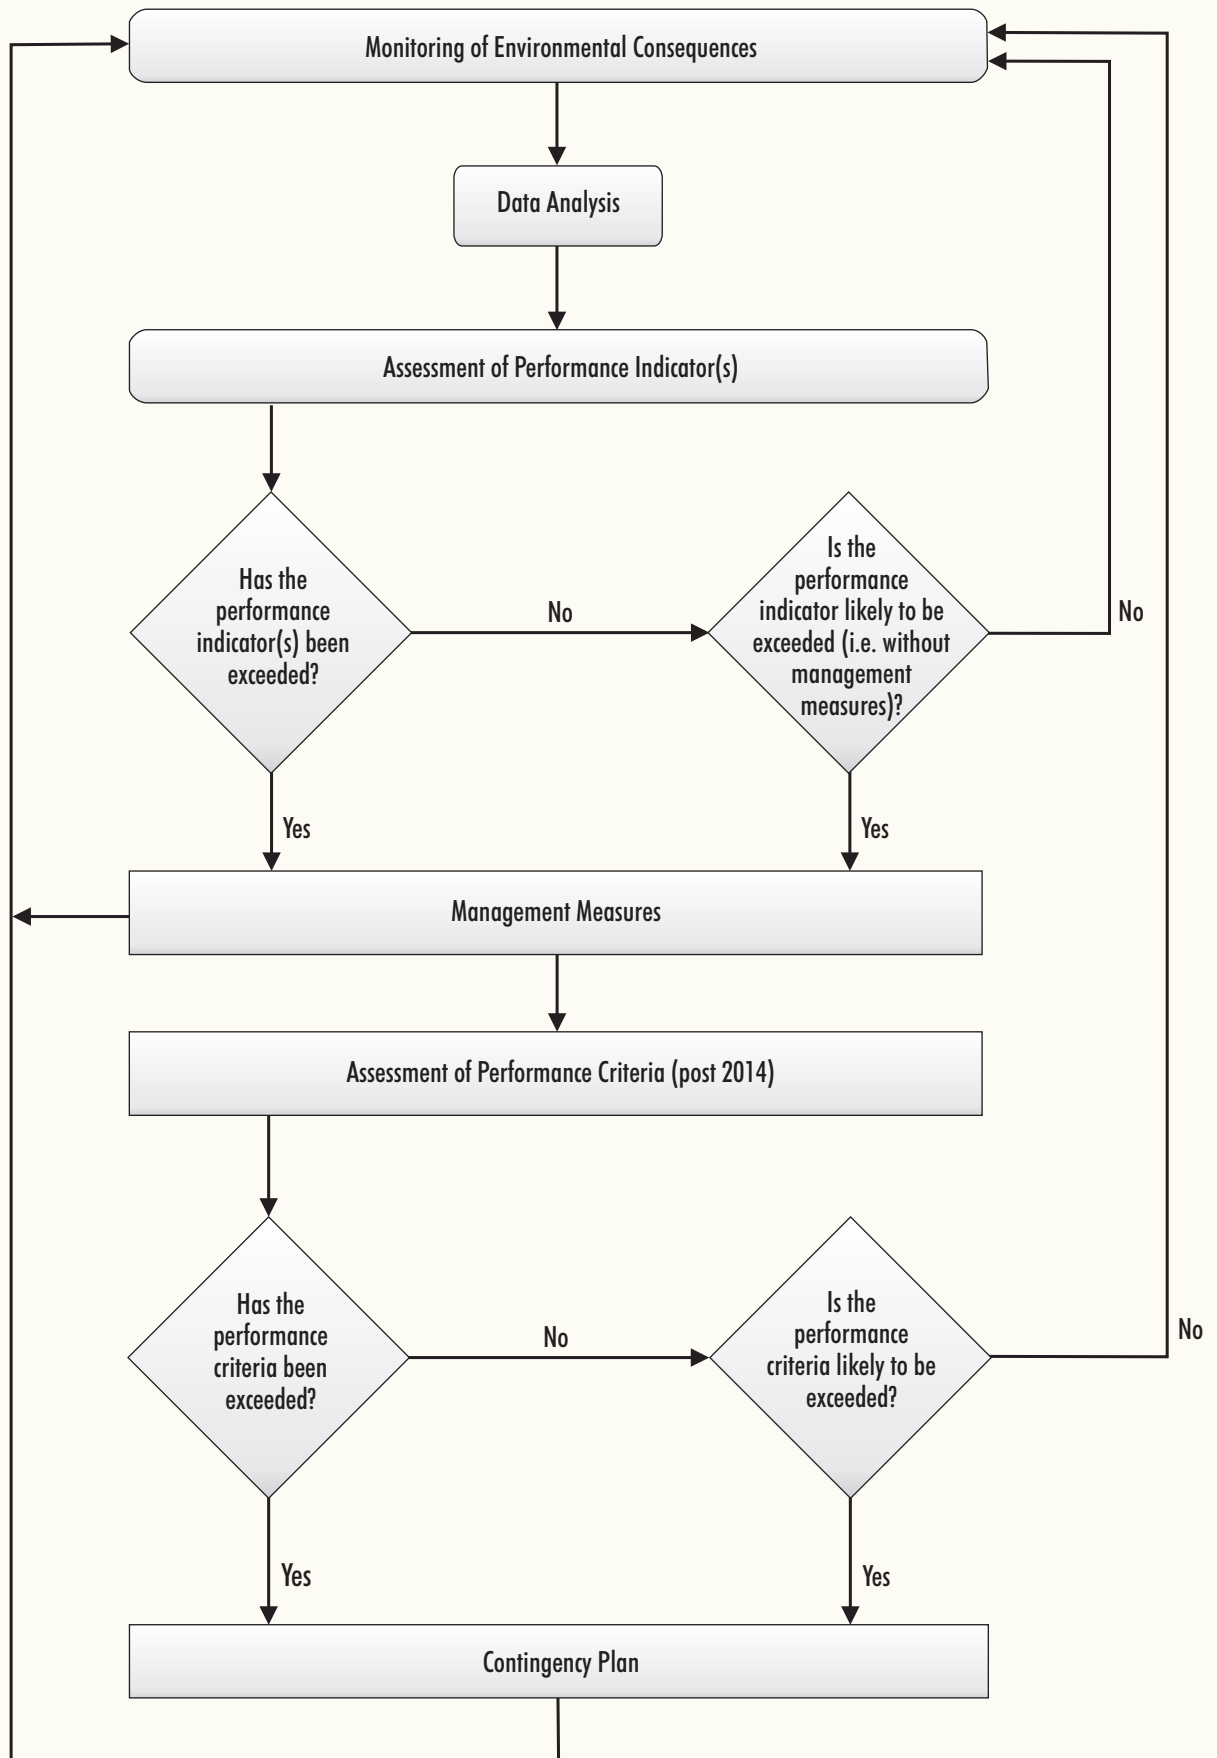 Monitoring of Environmental Consequences
Data Analysis
Assessment of Performance Indicator(s)
Has the
performance
indicator(s) been
exceeded?
No
Is the
performance
indicator likely to be
exceeded (i.e. without
management
measures)?
No
Yes
Yes
Management Measures
Assessment of Performance Criteria (post 2014)
Has the
performance
criteria been
exceeded?
No
Is the
performance
criteria likely to be
exceeded?
No
Yes
Yes
Contingency Plan